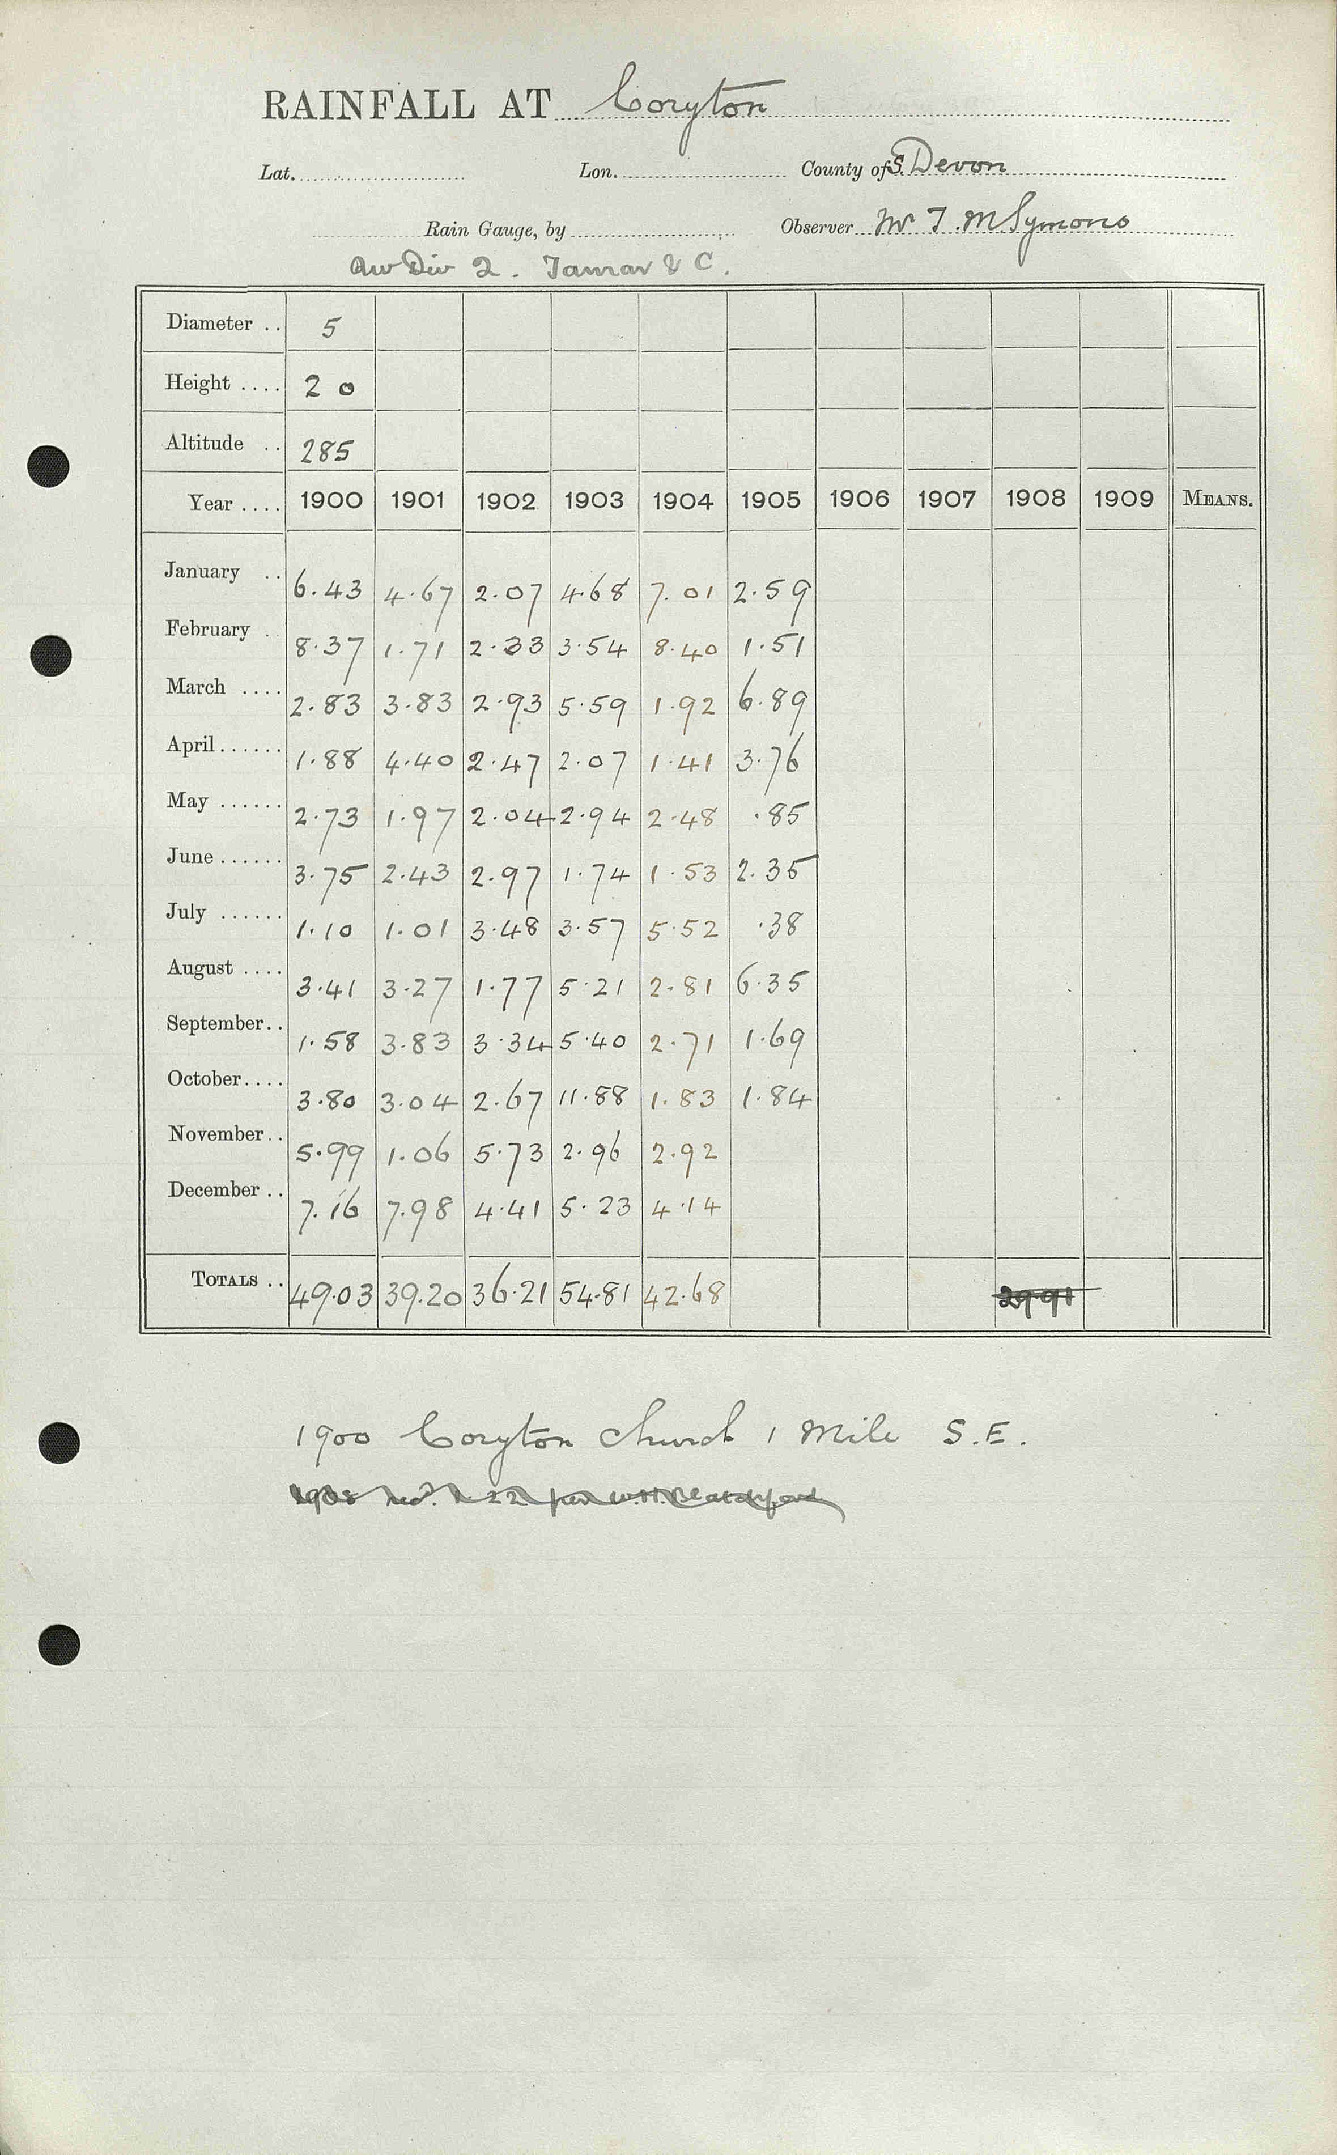 RAINFALL AT Coryton
Lat. Lon. County of S. Devon
Rain Gauge, by Observer Mr T. M Symons
Riv Div 2. Tamar & C.
Diameter .. 5
Height .... 2 0
Altitude .. 285
Year .... 1900 1901 1902 1903 1904 1905 1906 1907 1908 1909 MEANS.
January .. 6.43 4.67 2.07 4.68 7.01 2.59
February . 8.37 1.71 2.33 3.54 8.40 1.51
March .... 2.83 3.83 2.93 5.59 1.92 6.89
April...... 1.88 4.40 2.47 2.07 1.41 3.76
May ...... 2.73 1.97 2.04 2.94 2.48 .85
June...... 3.75 2.43 2.97 1.74 1.53 2.35
July ...... 1.10 1.01 3.48 3.57 5.52 .38
August .... 3.41 3.27 1.77 5.21 2.81 6.35
September.. 1.58 3.83 3.34 5.40 2.71 1.69
October.... 3.80 3.04 2.67 11.88 1.83 1.84
November.. 5.99 1.06 5.73 2.96 2.92
December .. 7.16 7.98 4.41 5.23 4.14
TOTALS .. 49.03 39.20 36.21 54.81 42.68 29.91
1900 Coryton Church 1 Mile S.E.
1908 22 W.H. Blatchford